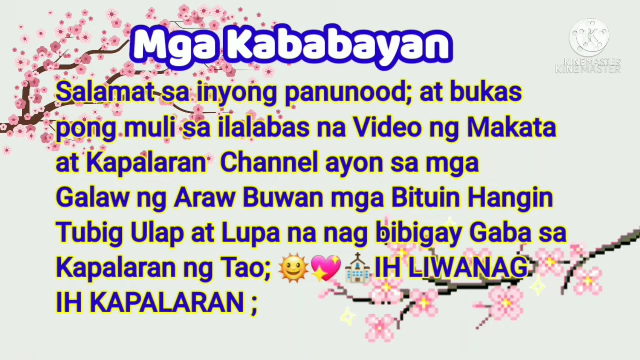 Mga Kababayan
Salamat sa inyong panunood; at bukas
pong muli sa ilalabas na Video ng Makata
at Kapalaran Channel ayon sa mga
Galaw ng Araw Buwan mga Bituin Hangin
Tubig Ulap at Lupa na nag bibigay Gaba sa
Kapalaran ng Tao; 🌞💖⛪IH LIWANAG.
IH KAPALARAN ;
KINEMASTER
KINEMASTER